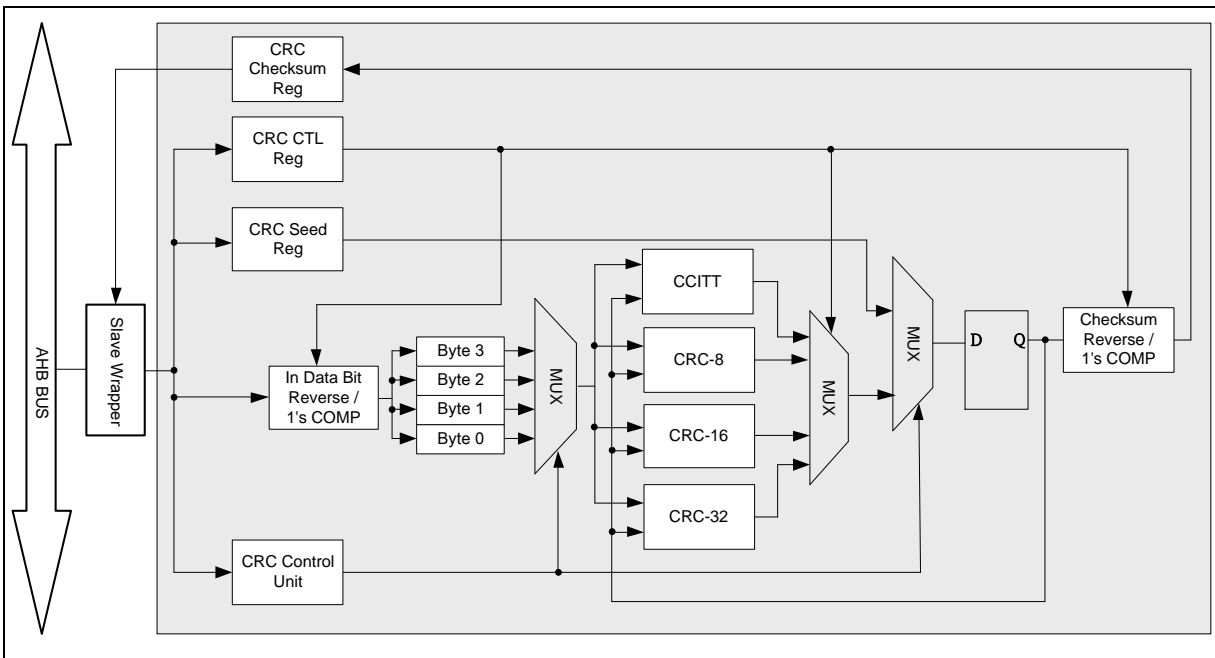 CRC
Checksum
Reg
CRC CTL
Reg
CRC Seed
Reg
AHB BUS
Slave Wrapper
In Data Bit
Reverse /
1's COMP
Byte 3
Byte 2
Byte 1
Byte 0
MUX
CCITT
CRC-8
CRC-16
CRC-32
MUX
MUX
D
Q
Checksum
Reverse /
1's COMP
CRC Control
Unit